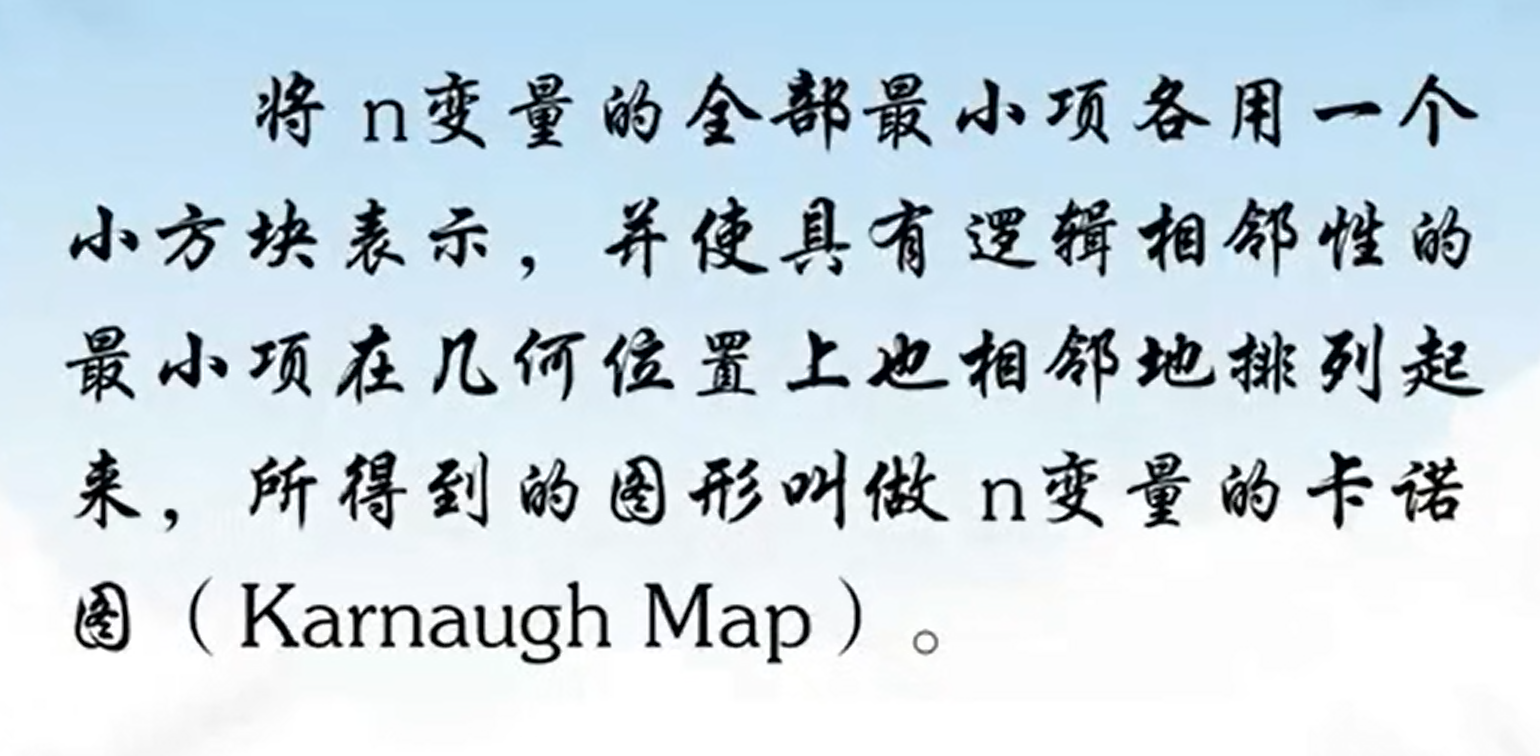 将 n变量的全部最小项各用一个
小方块表示，并使具有逻辑相邻性的
最小项在几何位置上也相邻地排列起
来，所得到的图形叫做 n变量的卡诺
图（Karnaugh Map）。